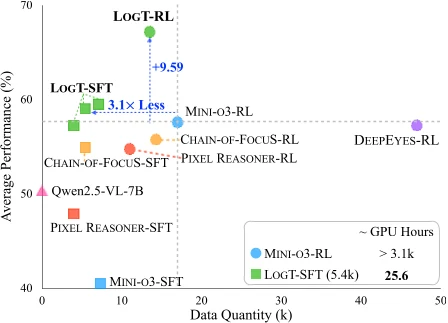 70
60
50
40
0
10
20
30
40
50
Average Performance (%)
Data Quantity (k)
LOGT-RL
+9.59
LOGT-SFT
3.1× Less
MINI-O3-RL
CHAIN-OF-FOCUS-RL
DEEPEYES-RL
CHAIN-OF-FOCUS-SFT
PIXEL REASONER-RL
Qwen2.5-VL-7B
PIXEL REASONER-SFT
MINI-O3-SFT
~ GPU Hours
MINI-O3-RL > 3.1k
LOGT-SFT (5.4k) 25.6